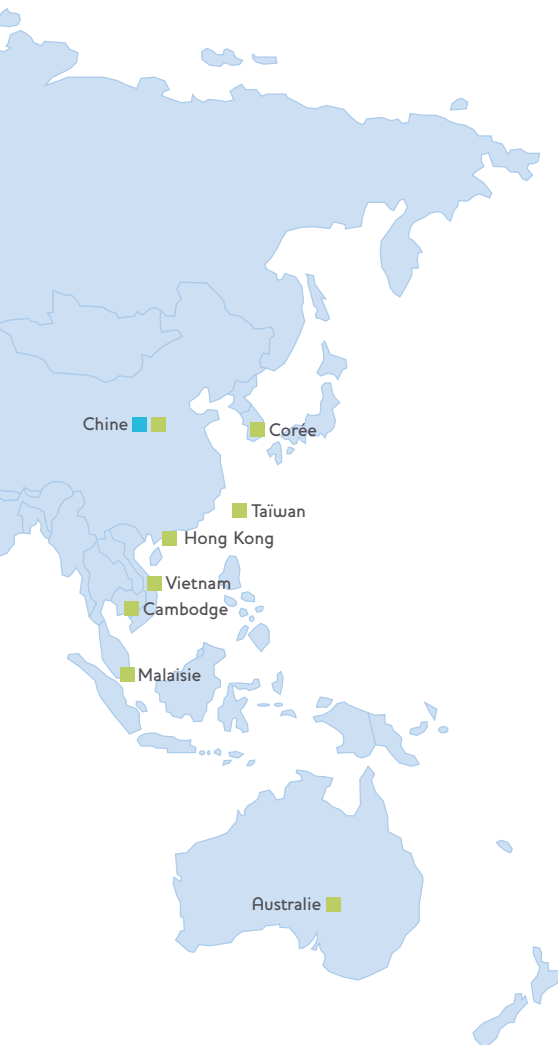 Chine
Corée
Taïwan
Hong Kong
Vietnam
Cambodge
Malaisie
Australie